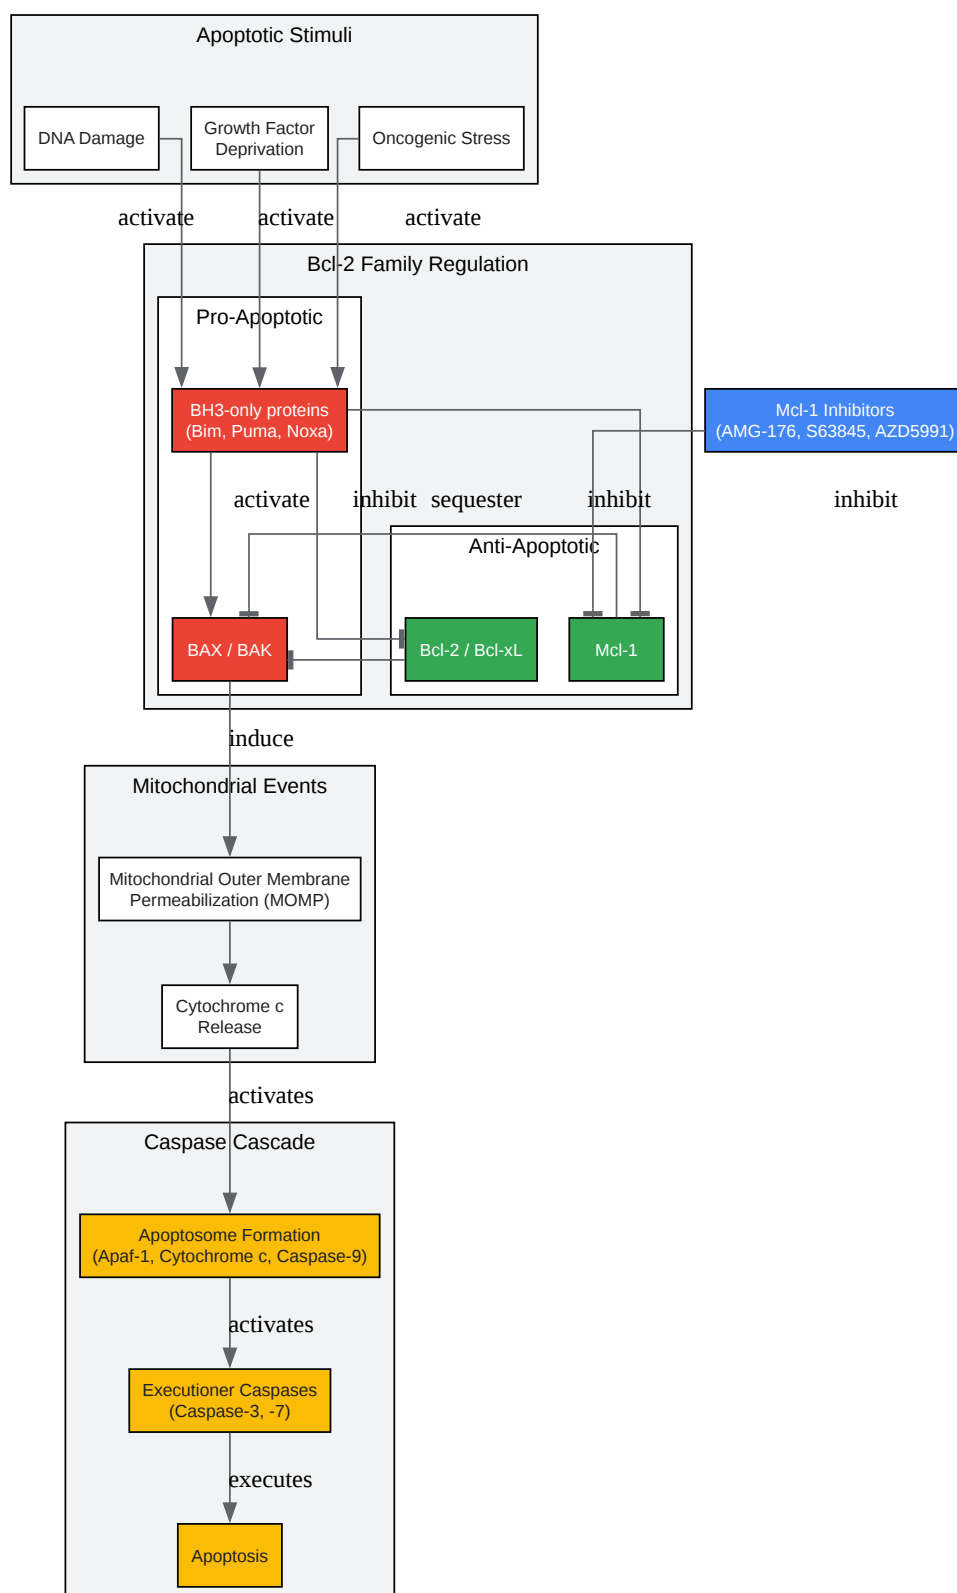 Apoptotic Stimuli
DNA Damage
Growth Factor
Deprivation
Oncogenic Stress
activate
activate
activate
Bcl-2 Family Regulation
Pro-Apoptotic
BH3-only proteins
(Bim, Puma, Noxa)
Mcl-1 Inhibitors
(AMG-176, S63845, AZD5991)
activate
inhibit
sequester
inhibit
inhibit
Anti-Apoptotic
BAX / BAK
Bcl-2 / Bcl-xL
Mcl-1
induce
Mitochondrial Events
Mitochondrial Outer Membrane
Permeabilization (MOMP)
Cytochrome c
Release
activates
Caspase Cascade
Apoptosome Formation
(Apaf-1, Cytochrome c, Caspase-9)
activates
Executioner Caspases
(Caspase-3, -7)
executes
Apoptosis